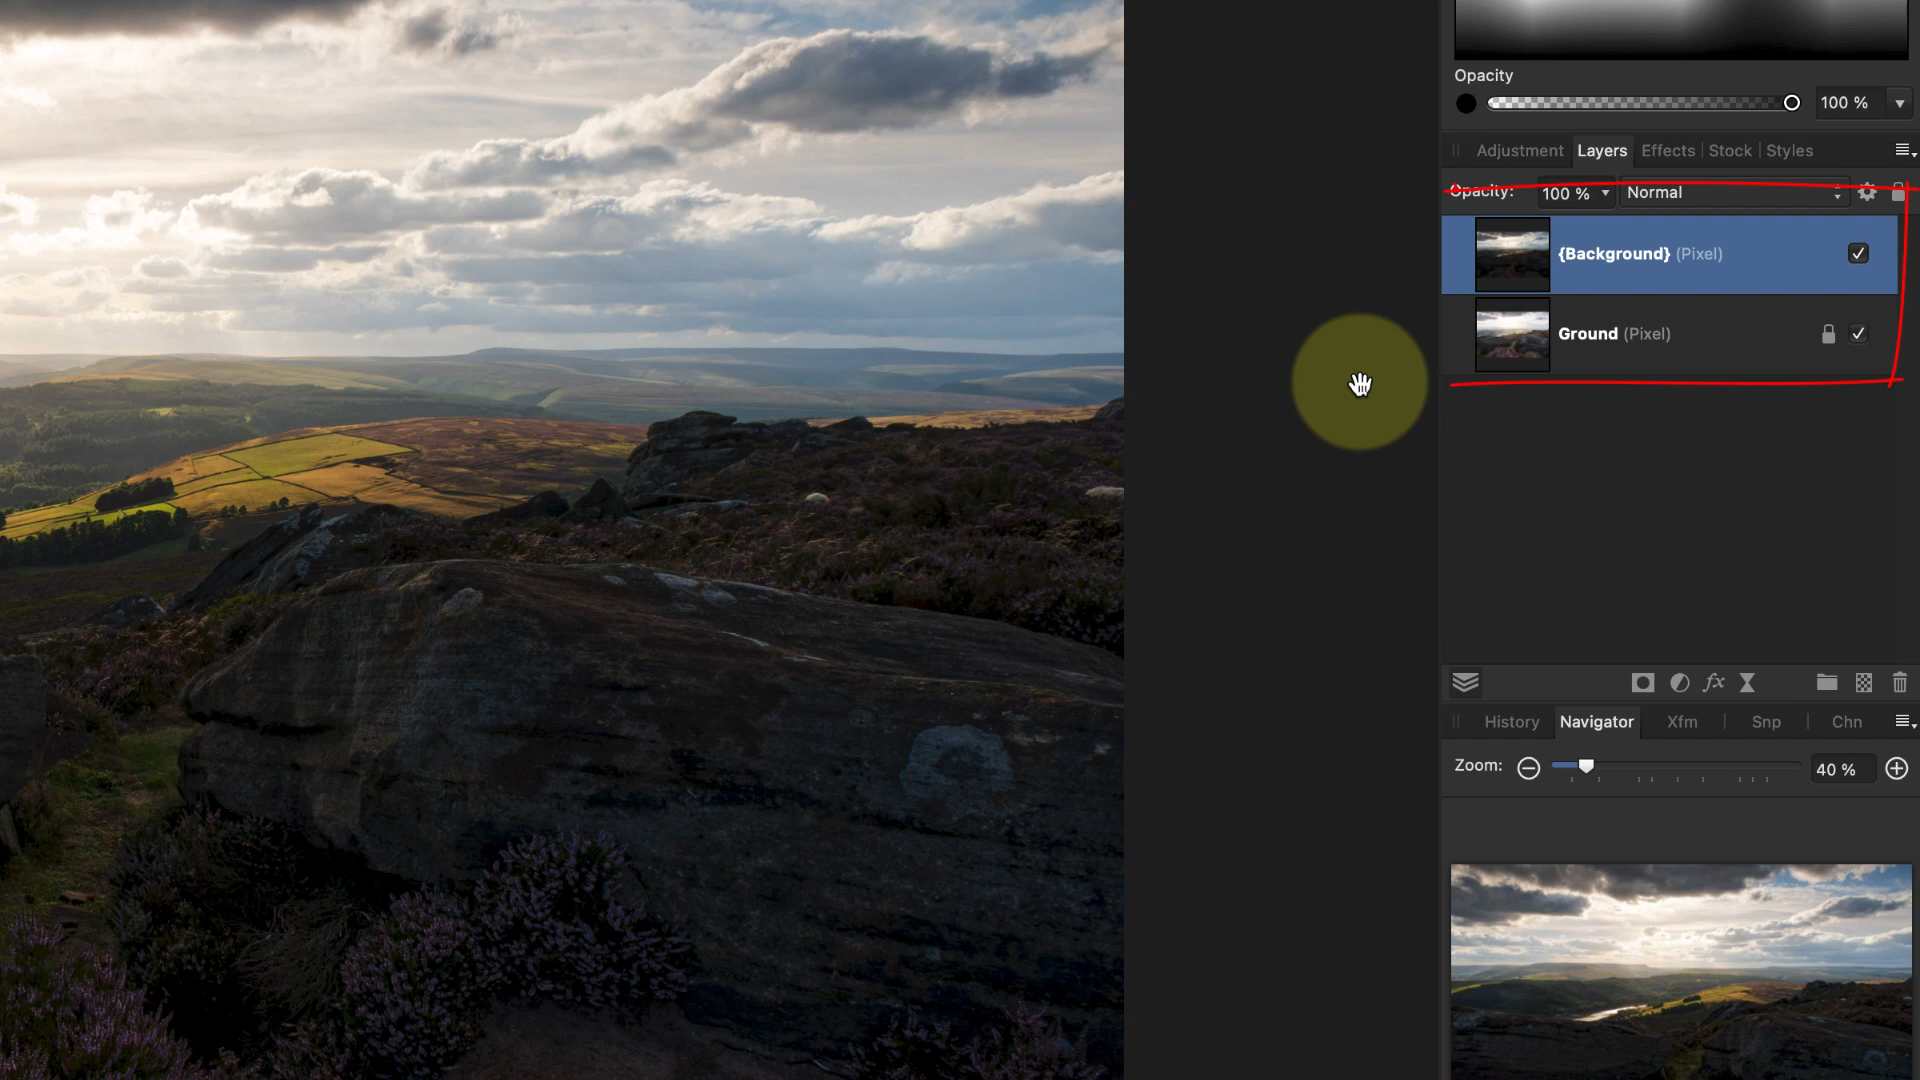 Opacity
100 %
Adjustment Layers Effects Stock Styles
Opacity: 100 % Normal
{Background} (Pixel)
Ground (Pixel)
fx
History Navigator Xfm Snp Chn
Zoom: 40 %